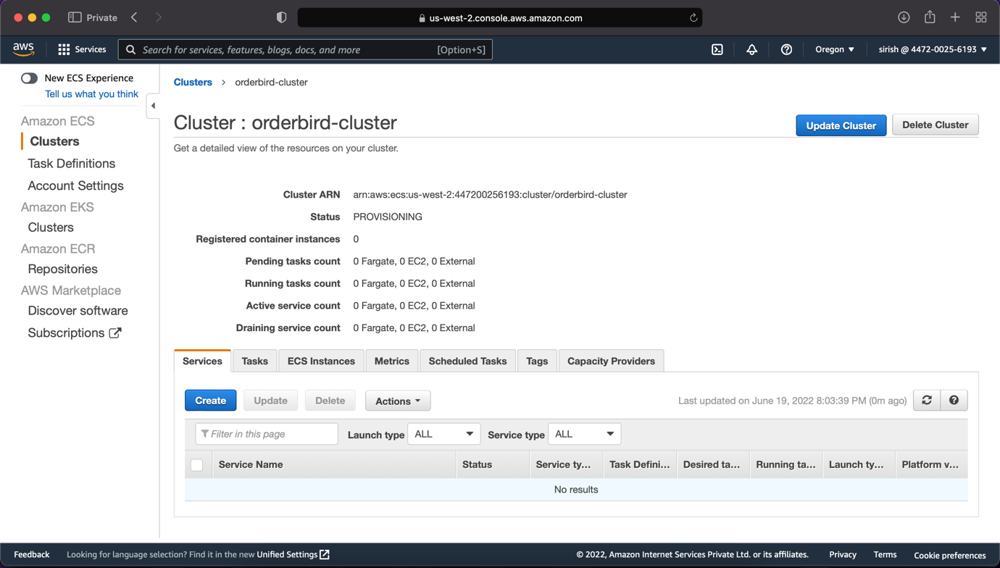 Private
us-west-2.console.aws.amazon.com
aws
Services
Search for services, features, blogs, docs, and more [Option+S]
Oregon
sirish @ 4472-0025-6193
New ECS Experience
Tell us what you think
Amazon ECS
Clusters
Task Definitions
Account Settings
Amazon EKS
Clusters
Amazon ECR
Repositories
AWS Marketplace
Discover software
Subscriptions
Clusters > orderbird-cluster
Cluster : orderbird-cluster
Update Cluster
Delete Cluster
Get a detailed view of the resources on your cluster.
Cluster ARN arn:aws:ecs:us-west-2:447200256193:cluster/orderbird-cluster
Status PROVISIONING
Registered container instances 0
Pending tasks count 0 Fargate, 0 EC2, 0 External
Running tasks count 0 Fargate, 0 EC2, 0 External
Active service count 0 Fargate, 0 EC2, 0 External
Draining service count 0 Fargate, 0 EC2, 0 External
Services Tasks ECS Instances Metrics Scheduled Tasks Tags Capacity Providers
Create Update Delete Actions Last updated on June 19, 2022 8:03:39 PM (0m ago)
Filter in this page Launch type ALL Service type ALL
Service Name Status Service ty... Task Defini... Desired ta... Running ta... Launch ty... Platform v...
No results
Feedback Looking for language selection? Find it in the new Unified Settings © 2022, Amazon Internet Services Private Ltd. or its affiliates. Privacy Terms Cookie preferences